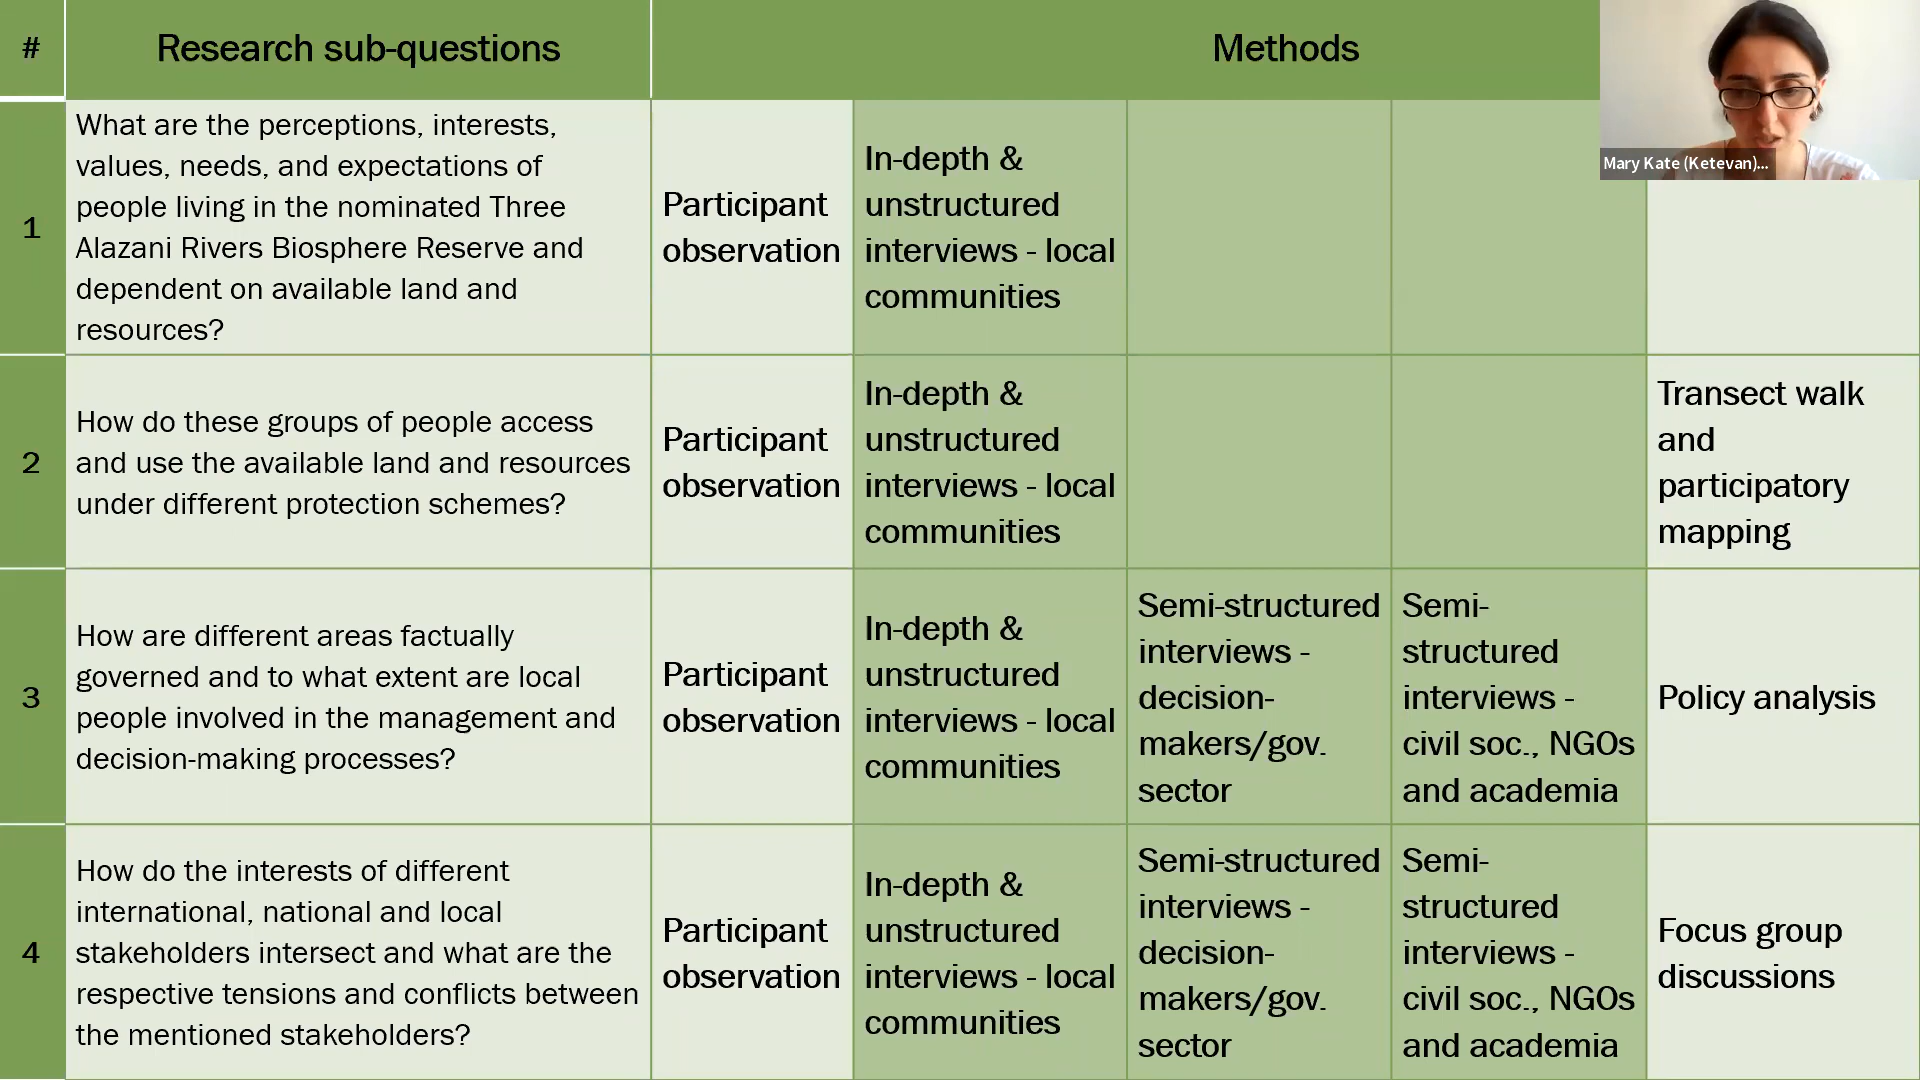 #
Research sub-questions
Methods
Mary Kate (Ketevan)...
1
What are the perceptions, interests,
values, needs, and expectations of
people living in the nominated Three
Alazani Rivers Biosphere Reserve and
dependent on available land and
resources?
Participant
observation
In-depth &
unstructured
interviews - local
communities
2
How do these groups of people access
and use the available land and resources
under different protection schemes?
Participant
observation
In-depth &
unstructured
interviews - local
communities
Transect walk
and
participatory
mapping
3
How are different areas factually
governed and to what extent are local
people involved in the management and
decision-making processes?
Participant
observation
In-depth &
unstructured
interviews - local
communities
Semi-structured
interviews -
decision-
makers/gov.
sector
Semi-
structured
interviews -
civil soc., NGOs
and academia
Policy analysis
4
How do the interests of different
international, national and local
stakeholders intersect and what are the
respective tensions and conflicts between
the mentioned stakeholders?
Participant
observation
In-depth &
unstructured
interviews - local
communities
Semi-structured
interviews -
decision-
makers/gov.
sector
Semi-
structured
interviews -
civil soc., NGOs
and academia
Focus group
discussions